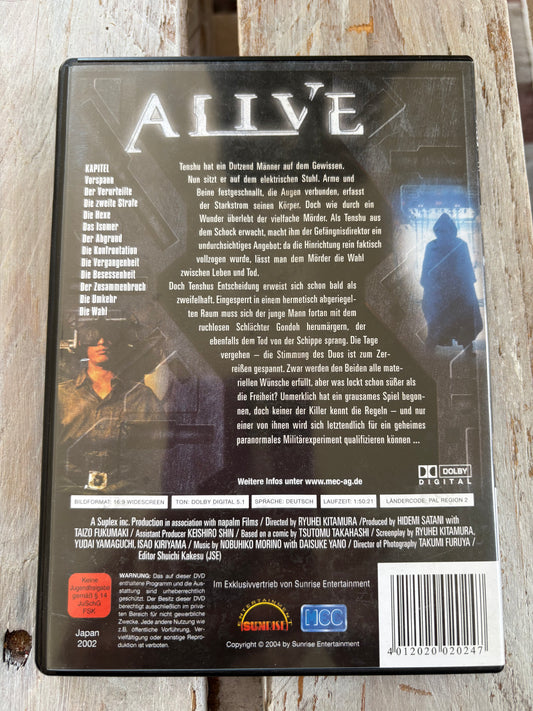 ALIVE
KAPITEL
Vorspann
Der Verurteilte
Die zweite Strafe
Die Hexe
Das Isomer
Der Abgrund
Die Konfrontation
Die Vergangenheit
Die Besessenheit
Der Zusammenbruch
Die Umkehr
Die Wahl
Tenshu hat ein Dutzend Männer auf dem Gewissen.
Nun sitzt er auf dem elektrischen Stuhl. Arme und
Beine festgeschnallt, die Augen verbunden, erfasst
der Starkstrom seinen Körper. Doch wie durch ein
Wunder überlebt der vielfache Mörder. Als Tenshu aus
dem Schock erwacht, macht ihm der Gefängnisdirektor ein
undurchsichtiges Angebot: da die Hinrichtung rein faktisch
vollzogen wurde, lässt man dem Mörder die Wahl
zwischen Leben und Tod.
Doch Tenshus Entscheidung erweist sich schon bald als
zweifelhaft. Eingesperrt in einem hermetisch abgeriegel-
ten Raum muss sich der junge Mann fortan mit dem
ruchlosen Schlächter Gondoh herumärgern, der
ebenfalls dem Tod von der Schippe sprang. Die Tage
vergehen – die Stimmung des Duos ist zum Zer-
reißen gespannt. Zwar werden den Beiden alle mate-
riellen Wünsche erfüllt, aber was lockt schon süßer als
die Freiheit? Unmerklich hat ein grausames Spiel begon-
nen, doch keiner der Killer kennt die Regeln – und nur
einer von ihnen wird sich letztendlich für ein geheimes
paranormales Militärexperiment qualifizieren können ...
Weitere Infos unter www.mec-ag.de
DOLBY
DIGITAL
BILDFORMAT: 16:9 WIDESCREEN
TON: DOLBY DIGITAL 5.1
SPRACHE: DEUTSCH
LAUFZEIT: 1:50:21
LÄNDERCODE: PAL REGION 2
A Suplex inc. Production in association with napalm Films / Directed by RYUHEI KITAMURA /Produced by HIDEMI SATANI with
TAIZO FUKUMAKI / Assistant Producer KEISHIRO SHIN / Based on a comic by TSUTOMU TAKAHASHI / Screenplay by RYUHEI KITAMURA,
YUDAI YAMAGUCHI, ISAO KIRIYAMA / Music by NOBUHIKO MORINO with DAISUKE YANO / Director of Photography TAKUMI FURUYA /
Editor Shuichi Kakesu (JSE)
Keine
Jugendfreigabe
gemäß § 14
JuSchG
FSK
Japan
2002
WARNUNG: Das auf dieser DVD
enthaltene Programm und die Aus-
stattung sind urheberrechtlich
geschützt. Der Besitz dieser DVD
berechtigt ausschließlich im priva-
ten Bereich für nicht gewerbliche
Zwecke. Jede andere Nutzung wie
z.B. öffentliche Vorführung, Ver-
vielfältigung oder sonstige Repro-
duktion ist verboten.
Im Exklusivvertrieb von Sunrise Entertainment
ENTERTAINMENT
SUNRISE
Copyright © 2004 by Sunrise Entertainment
4 012020 020247